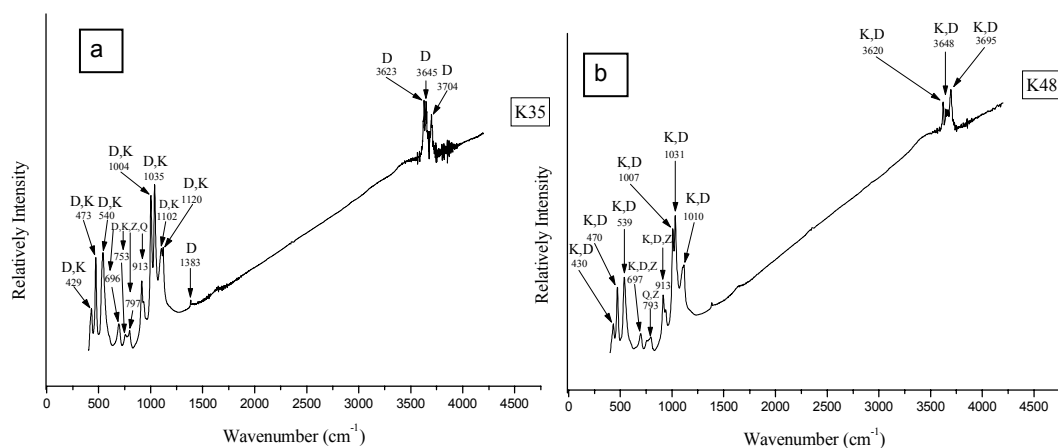 a
K35
D
3623
D
3645
D
3704
D,K
1035
D,K
1004
D,K
1102
D,K
1120
D,K
473
D,K
540
D,K,Z,Q
753
913
D,K
429
696
797
D
1383
Relatively Intensity
0 500 1000 1500 2000 2500 3000 3500 4000 4500
Wavenumber (cm-1)
b
K48
K,D
3620
K,D
3648
K,D
3695
K,D
1031
K,D
1007
K,D
1010
K,D
470
K,D
539
K,D
430
K,D,Z
697
K,D,Z
913
Q,Z
793
Relatively Intensity
0 500 1000 1500 2000 2500 3000 3500 4000 4500
Wavenumber (cm-1)